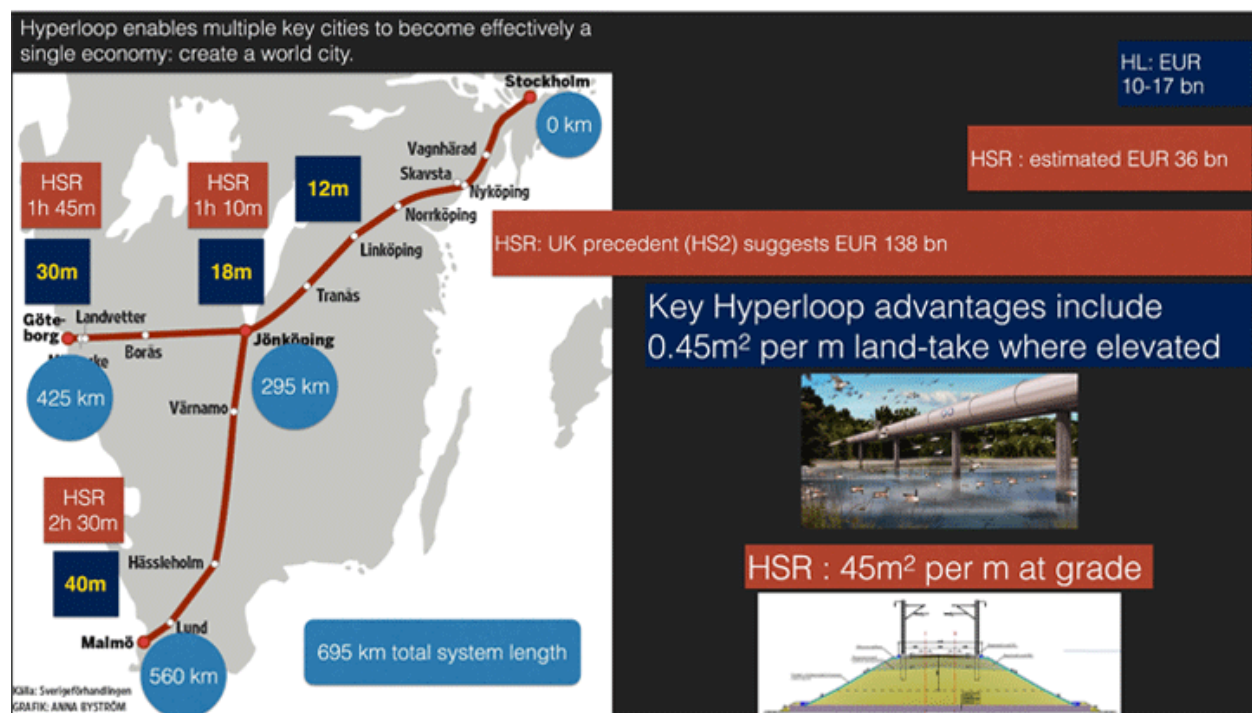 Hyperloop enables multiple key cities to become effectively a
single economy: create a world city.
HL: EUR
10-17 bn
HSR : estimated EUR 36 bn
HSR: UK precedent (HS2) suggests EUR 138 bn
Key Hyperloop advantages include
0.45m² per m land-take where elevated
HSR : 45m² per m at grade
Stockholm
0 km
Vagnhärad
Skavsta
Nyköping
Norrköping
Linköping
Tranås
12m
HSR
1h 10m
18m
HSR
1h 45m
30m
Göte-
borg
Landvetter
Borås
Jönköping
425 km
295 km
Värnamo
HSR
2h 30m
40m
Hässleholm
Lund
Malmö
560 km
695 km total system length
Källa: Sverigeförhandlingen
GRAFIK: ANNA BYSTRÖM